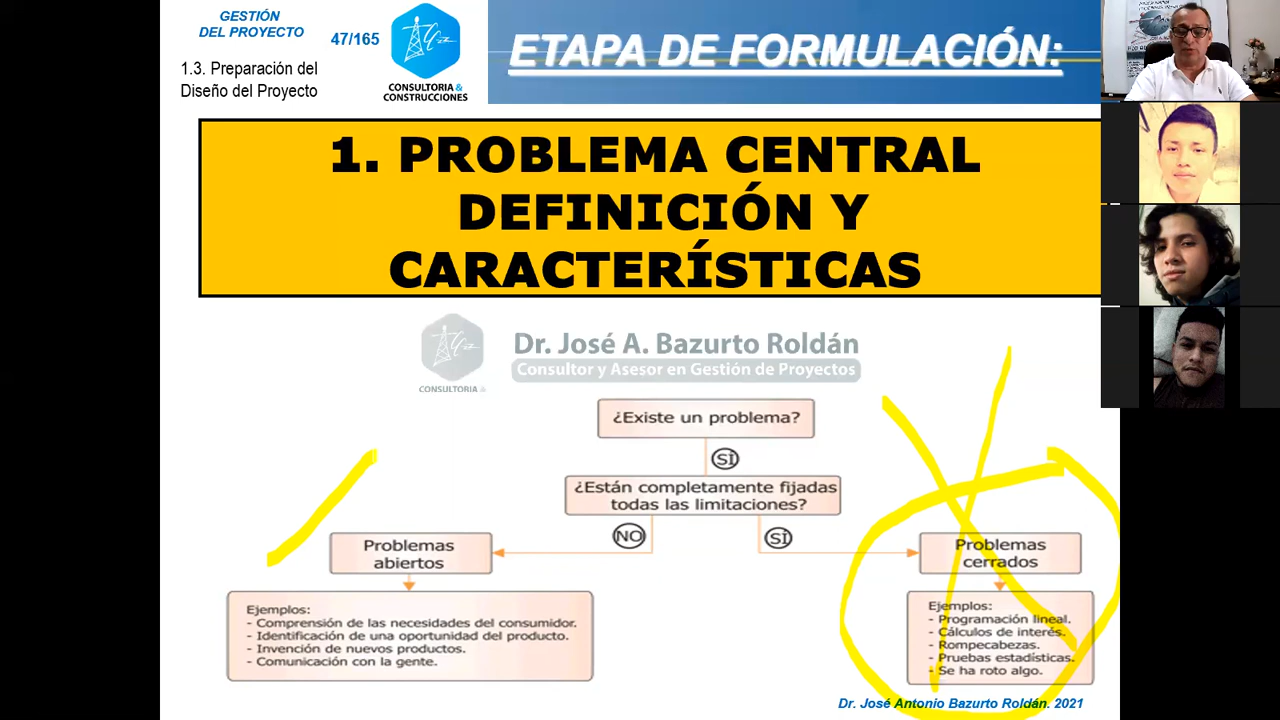 GESTIÓN
DEL PROYECTO
47/165
1.3. Preparación del
Diseño del Proyecto
CONSULTORIA &
CONSTRUCCIONES
ETAPA DE FORMULACIÓN:
1. PROBLEMA CENTRAL
DEFINICIÓN Y
CARACTERÍSTICAS
Dr. José A. Bazurto Roldán
Consultor y Asesor en Gestión de Proyectos
CONSULTORIA &
¿Existe un problema?
SÍ
¿Están completamente fijadas
todas las limitaciones?
NO
SÍ
Problemas
abiertos
Problemas
cerrados
Ejemplos:
- Comprensión de las necesidades del consumidor.
- Identificación de una oportunidad del producto.
- Invención de nuevos productos.
- Comunicación con la gente.
Ejemplos:
- Programación lineal.
- Cálculos de interés.
- Rompecabezas.
- Pruebas estadísticas.
- Se ha roto algo.
Dr. José Antonio Bazurto Roldán. 2021